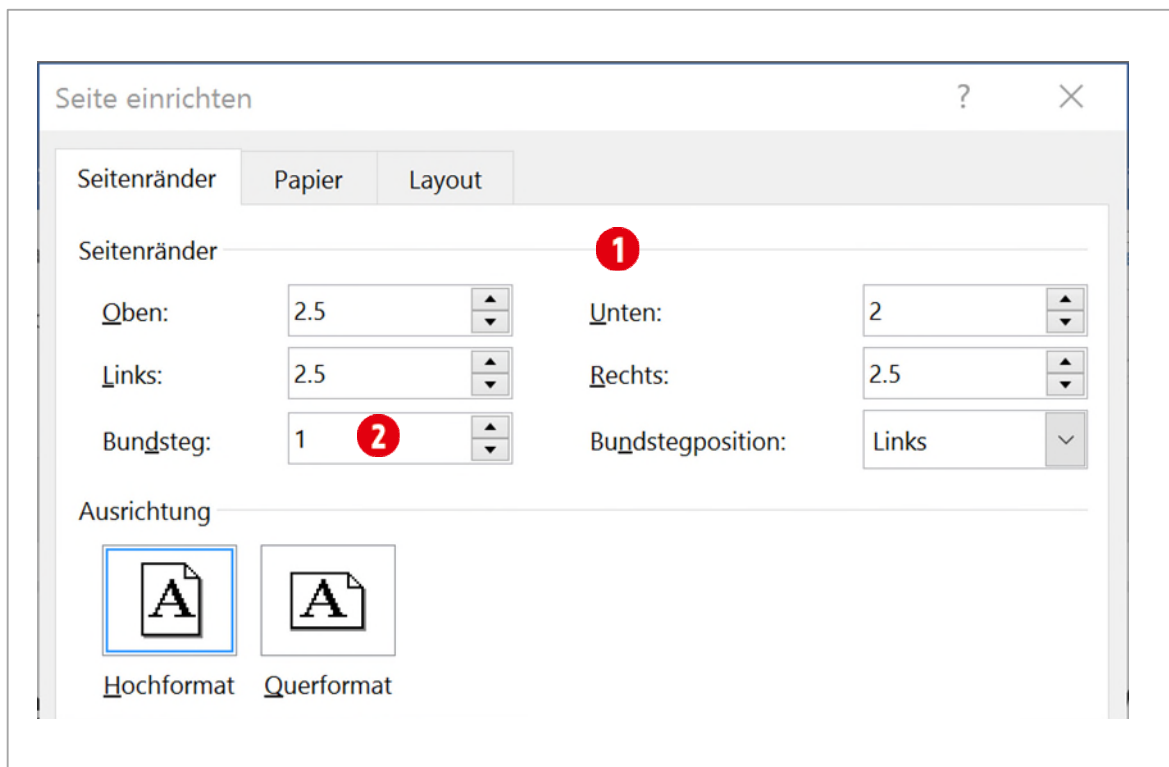 Seite einrichten ?
Seitenränder Papier Layout
Seitenränder 1
Oben: 2.5 Unten: 2
Links: 2.5 Rechts: 2.5
Bundsteg: 1 2 Bundstegposition: Links
Ausrichtung
A A
Hochformat Querformat